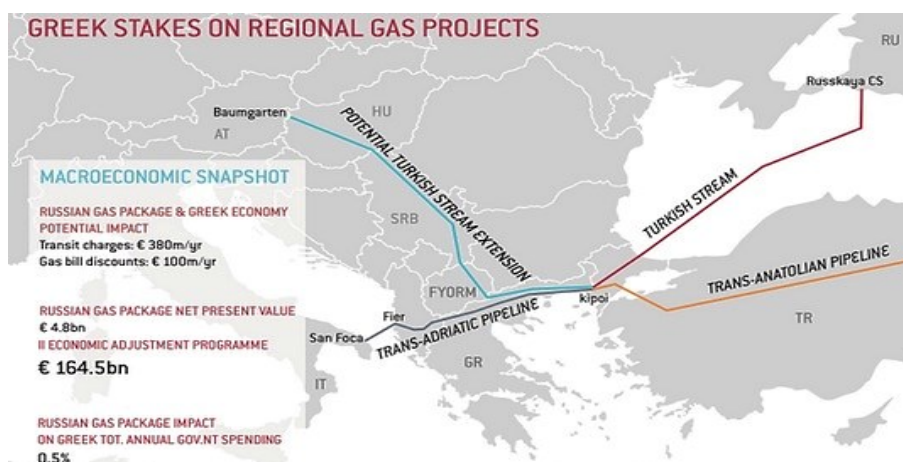 GREEK STAKES ON REGIONAL GAS PROJECTS
RU
Russkaya CS
Baumgarten
HU
AT
POTENTIAL TURKISH STREAM EXTENSION
TURKISH STREAM
MACROECONOMIC SNAPSHOT
RUSSIAN GAS PACKAGE & GREEK ECONOMY
POTENTIAL IMPACT
Transit charges: € 380m/yr
Gas bill discounts: € 100m/yr
SRB
FYORM
kipoi
TRANS-ANATOLIAN PIPELINE
TR
RUSSIAN GAS PACKAGE NET PRESENT VALUE
€ 4.8bn
II ECONOMIC ADJUSTMENT PROGRAMME
€ 164.5bn
Fier
San Foca
TRANS-ADRIATIC PIPELINE
GR
IT
RUSSIAN GAS PACKAGE IMPACT
ON GREEK TOT. ANNUAL GOV.NT SPENDING
0.5%